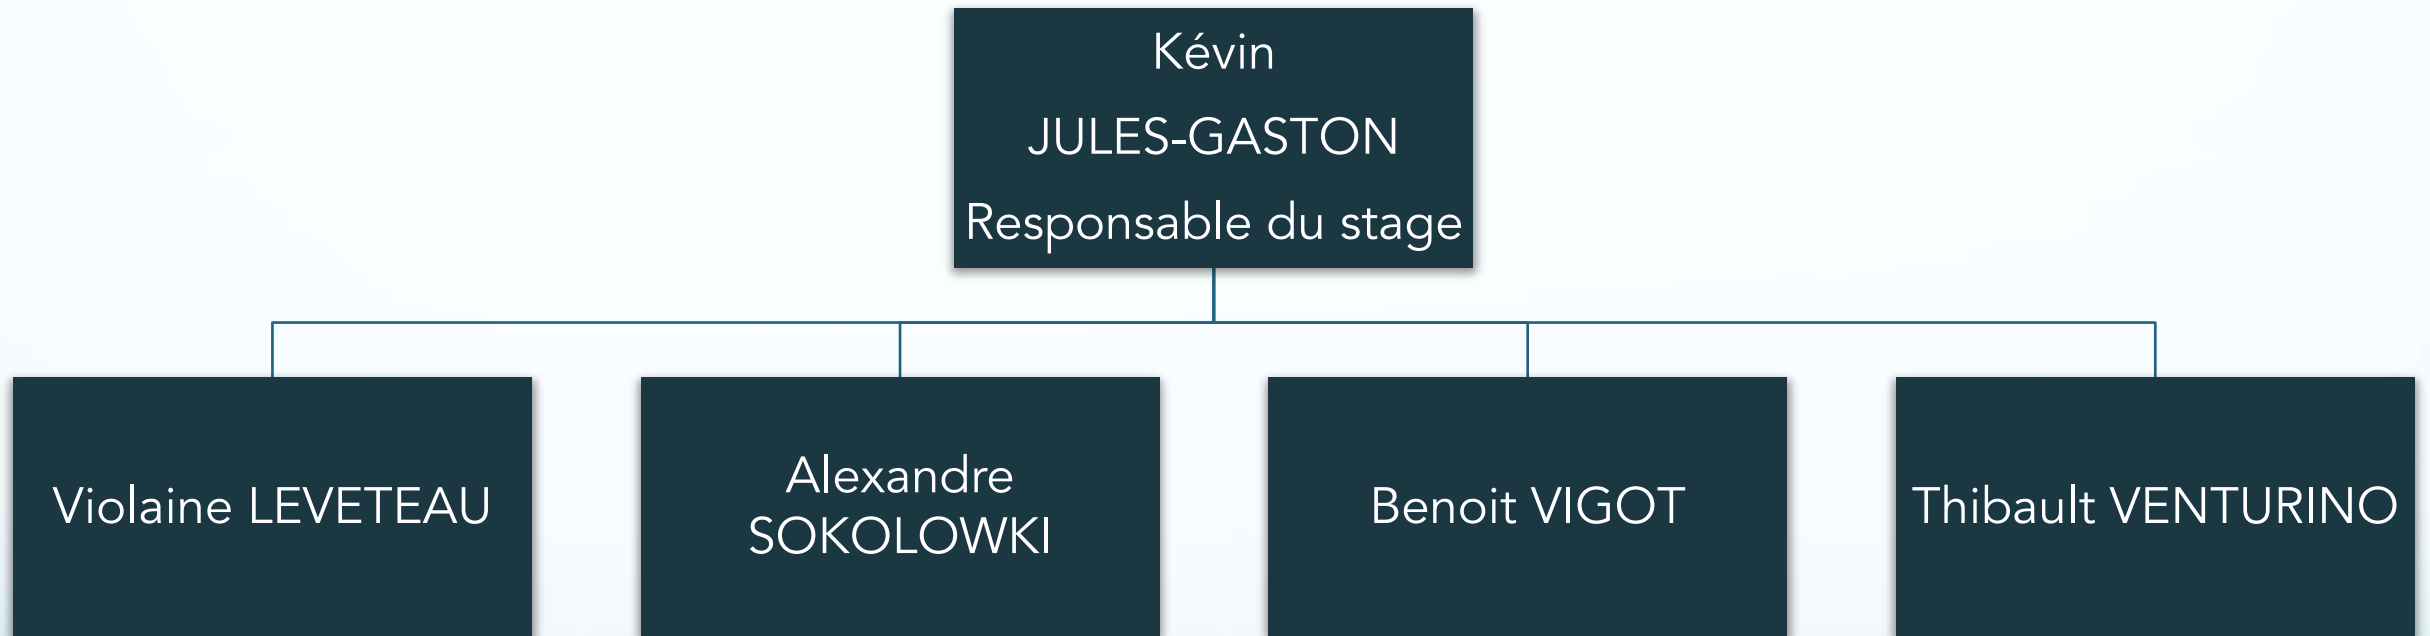 Kévin
JULES-GASTON
Responsable du stage
Violaine LEVETEAU
Alexandre
SOKOLOWKI
Benoit VIGOT
Thibault VENTURINO